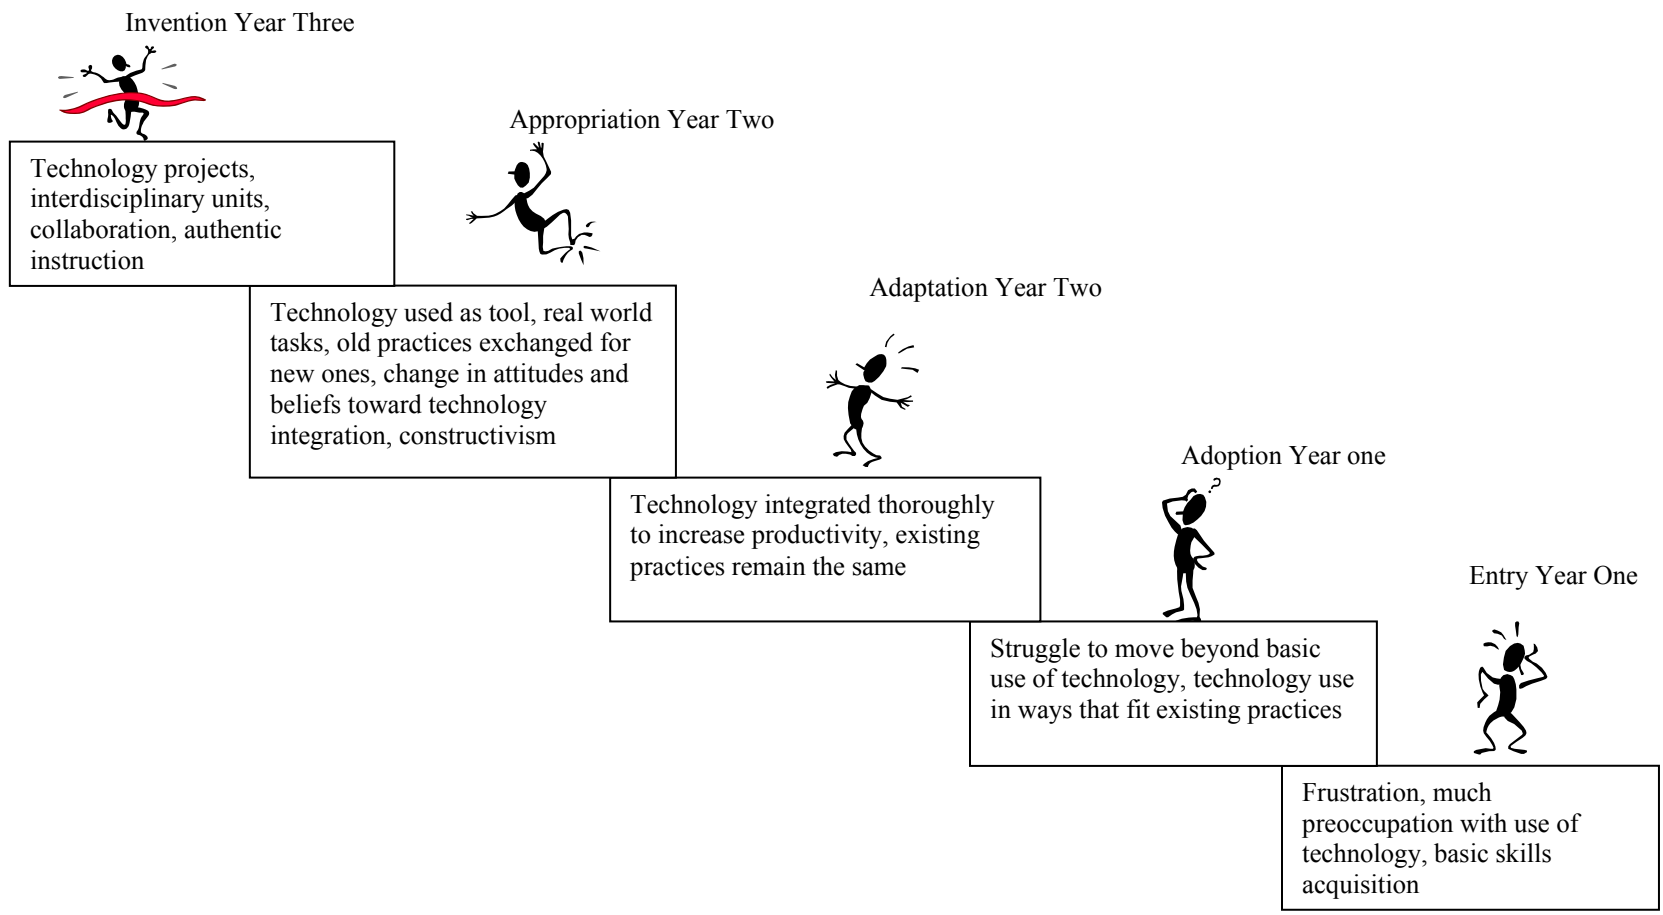 Invention Year Three
Technology projects,
interdisciplinary units,
collaboration, authentic
instruction
Appropriation Year Two
Technology used as tool, real world
tasks, old practices exchanged for
new ones, change in attitudes and
beliefs toward technology
integration, constructivism
Adaptation Year Two
Technology integrated thoroughly
to increase productivity, existing
practices remain the same
Adoption Year one
?
Struggle to move beyond basic
use of technology, technology use
in ways that fit existing practices
Entry Year One
Frustration, much
preoccupation with use of
technology, basic skills
acquisition